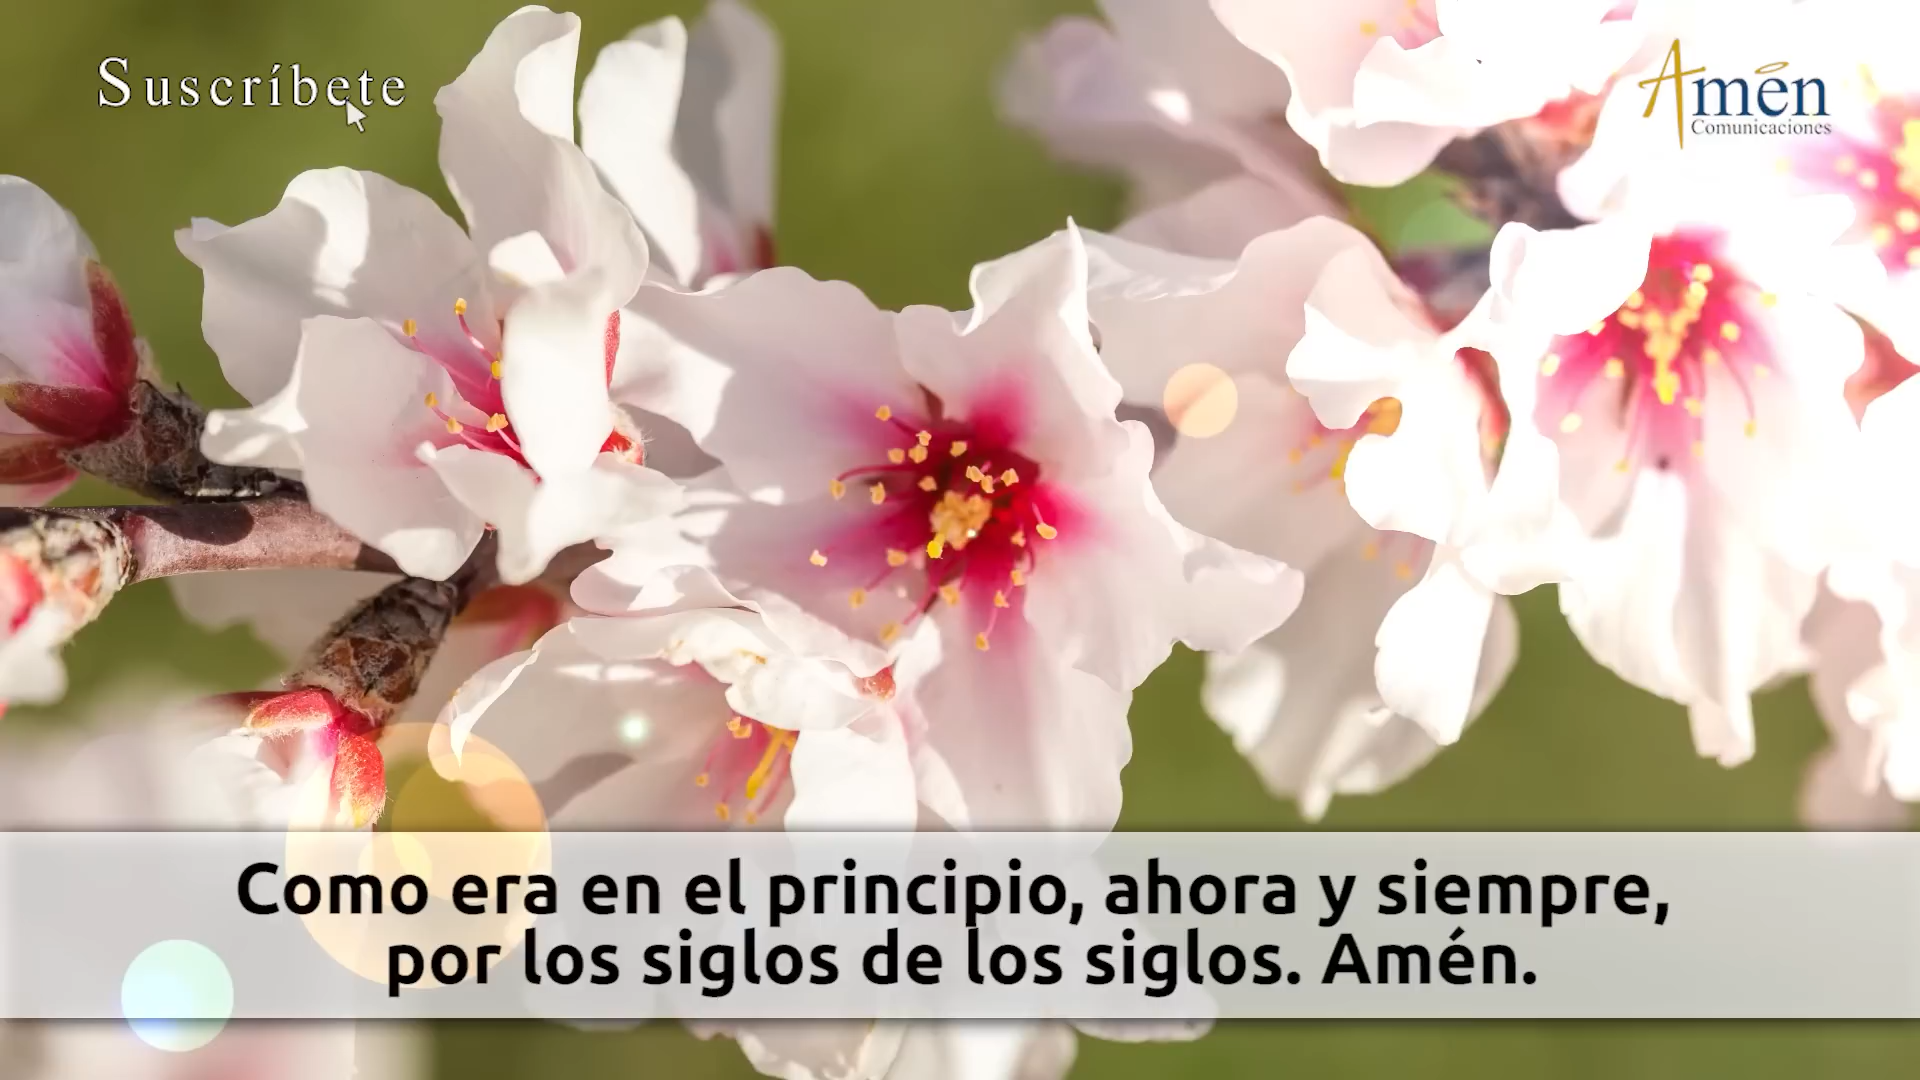 Suscríbete
Amén
Comunicaciones
Como era en el principio, ahora y siempre,
por los siglos de los siglos. Amén.